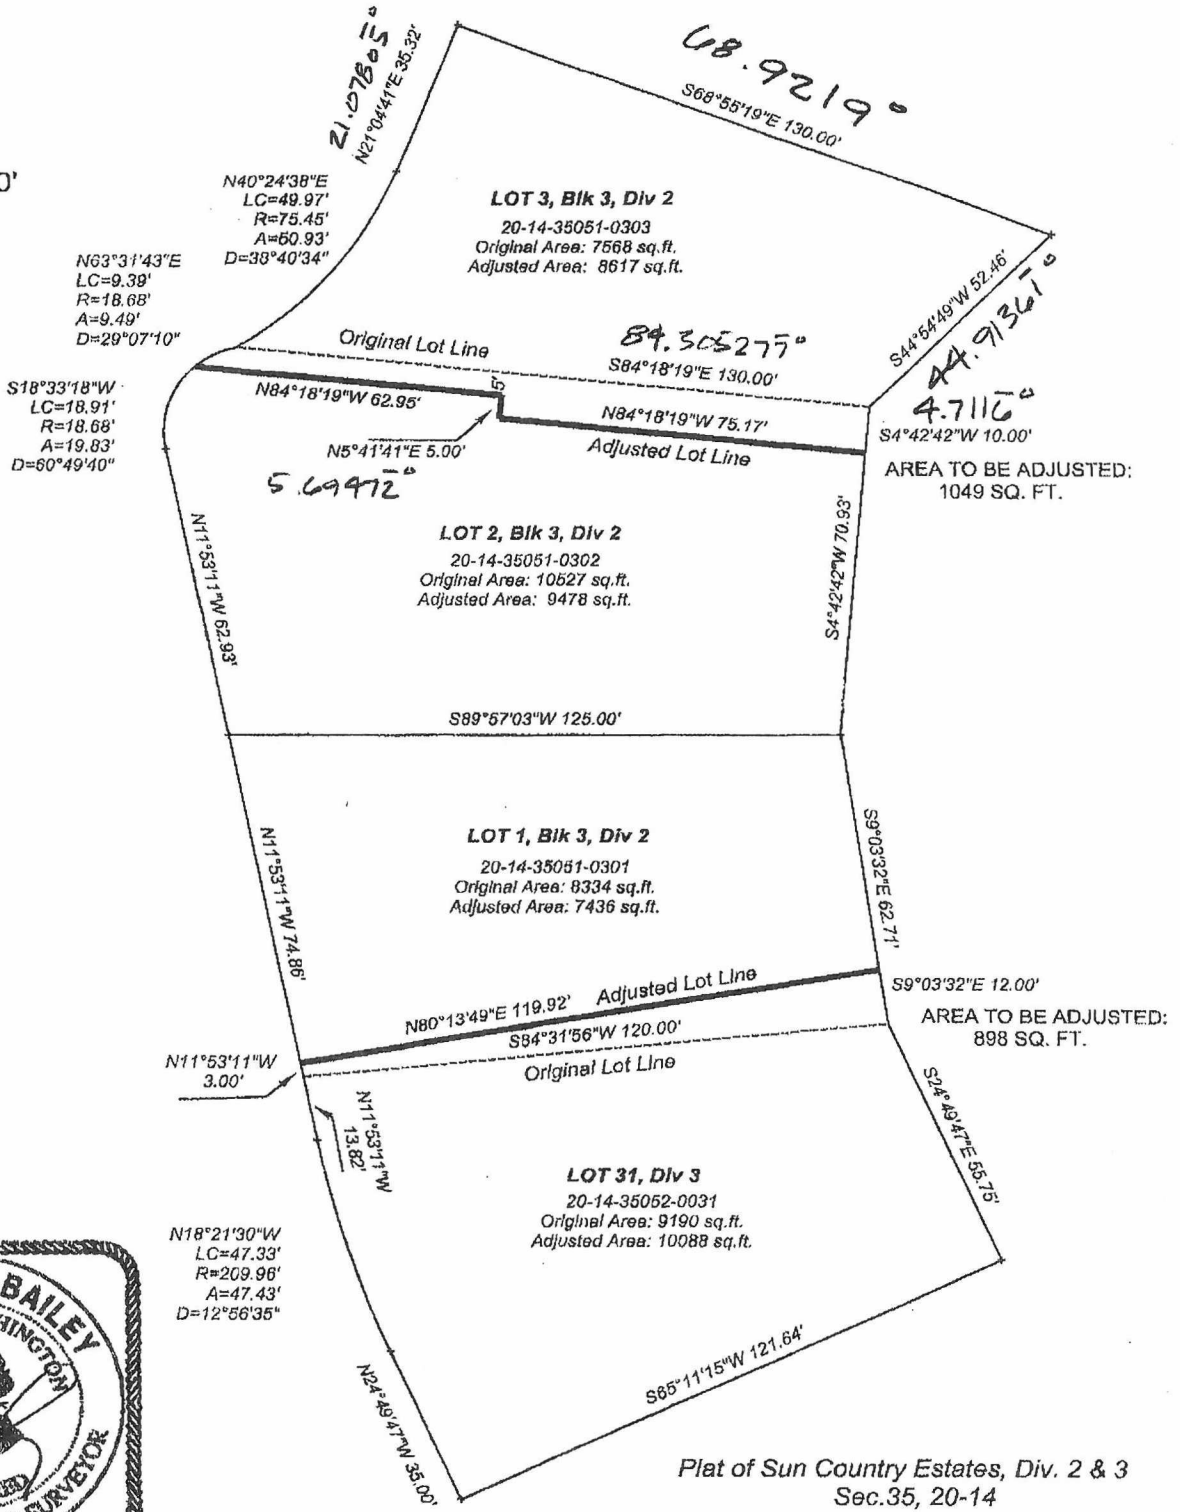 0'
21.07805°
N21°04'41"E 35.32'
68.9219°
S68°55'19"E 130.00'
N40°24'38"E
LC=49.97'
R=75.45'
A=50.93'
D=38°40'34"
LOT 3, Blk 3, Div 2
20-14-35051-0303
Original Area: 7568 sq.ft.
Adjusted Area: 8617 sq.ft.
N63°31'43"E
LC=9.39'
R=18.68'
A=9.49'
D=29°07'10"
S44°54'49"W 52.46'
44.91361°
Original Lot Line
84.305277°
S84°18'19"E 130.00'
S18°33'18"W
LC=18.91'
R=18.68'
A=19.83'
D=60°49'40"
N84°18'19"W 62.95'
5'
N84°18'19"W 75.17'
4.7116°
S4°42'42"W 10.00'
N5°41'41"E 5.00'
Adjusted Lot Line
AREA TO BE ADJUSTED:
1049 SQ. FT.
5.69472°
LOT 2, Blk 3, Div 2
20-14-35051-0302
Original Area: 10527 sq.ft.
Adjusted Area: 9478 sq.ft.
N11°53'11"W 62.93'
S4°42'42"W 70.93'
S89°57'03"W 125.00'
LOT 1, Blk 3, Div 2
20-14-35051-0301
Original Area: 8334 sq.ft.
Adjusted Area: 7436 sq.ft.
N11°53'11"W 74.86'
S9°03'32"E 62.71'
N80°13'49"E 119.92'
Adjusted Lot Line
S9°03'32"E 12.00'
S84°31'56"W 120.00'
AREA TO BE ADJUSTED:
898 SQ. FT.
N11°53'11"W
3.00'
Original Lot Line
N11°53'11"W
13.82'
S24°49'47"E 55.75'
LOT 31, Div 3
20-14-35052-0031
Original Area: 9190 sq.ft.
Adjusted Area: 10088 sq.ft.
N18°21'30"W
LC=47.33'
R=209.96'
A=47.43'
D=12°56'35"
BAILEY
HINGTON
SURVEYOR
N24°49'47"W 35.00'
S65°11'15"W 121.64'
Plat of Sun Country Estates, Div. 2 & 3
Sec.35, 20-14